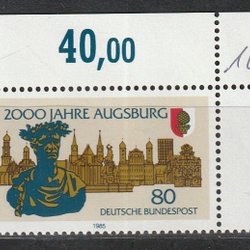 40,00
2000 JAHRE AUGSBURG
80
1985
DEUTSCHE BUNDESPOST